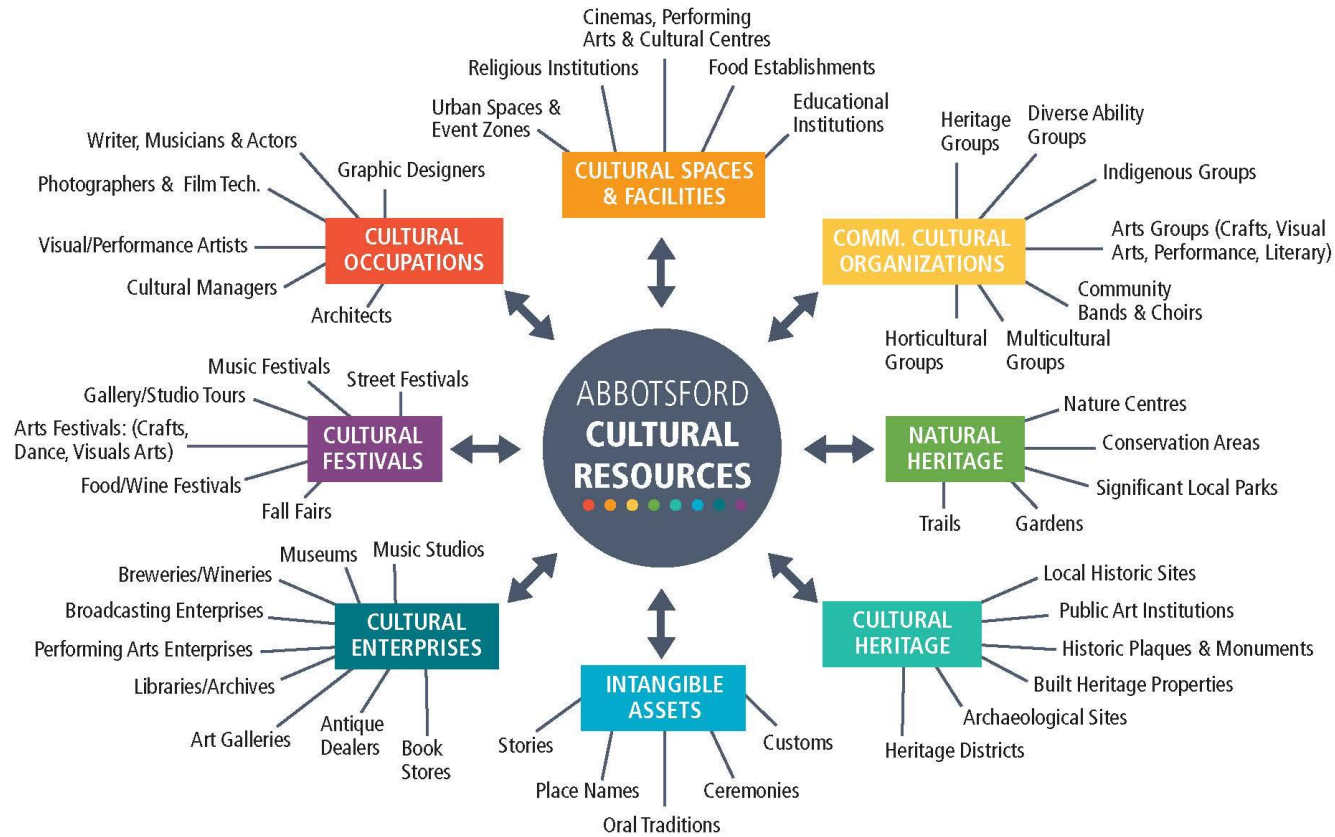 Cinemas, Performing
Arts & Cultural Centres
Religious Institutions
Food Establishments
Urban Spaces &
Event Zones
Educational
Institutions
CULTURAL SPACES
& FACILITIES
Writer, Musicians & Actors
Graphic Designers
Photographers & Film Tech.
Visual/Performance Artists
Cultural Managers
Architects
CULTURAL
OCCUPATIONS
Heritage
Groups
Diverse Ability
Groups
Indigenous Groups
Arts Groups (Crafts, Visual
Arts, Performance, Literary)
Community
Bands & Choirs
Multicultural
Groups
Horticultural
Groups
COMM. CULTURAL
ORGANIZATIONS
ABBOTSFORD
CULTURAL
RESOURCES
Music Festivals
Street Festivals
Gallery/Studio Tours
Arts Festivals: (Crafts,
Dance, Visuals Arts)
Food/Wine Festivals
Fall Fairs
CULTURAL
FESTIVALS
Nature Centres
Conservation Areas
Significant Local Parks
Gardens
Trails
NATURAL
HERITAGE
Museums
Music Studios
Breweries/Wineries
Broadcasting Enterprises
Performing Arts Enterprises
Libraries/Archives
Art Galleries
Antique
Dealers
Book
Stores
CULTURAL
ENTERPRISES
INTANGIBLE
ASSETS
Stories
Place Names
Oral Traditions
Ceremonies
Customs
CULTURAL
HERITAGE
Local Historic Sites
Public Art Institutions
Historic Plaques & Monuments
Built Heritage Properties
Archaeological Sites
Heritage Districts